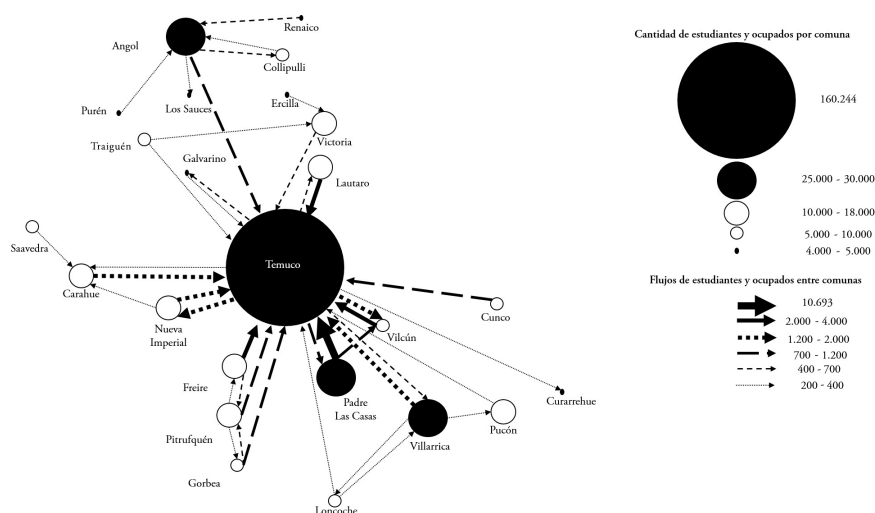 Renaico
Angol
Collipulli
Los Sauces
Ercilla
Purén
Traiguén
Victoria
Galvarino
Lautaro
Saavedra
Temuco
Carahue
Nueva
Imperial
Cunco
Vilcún
Freire
Padre
Las Casas
Curarrehue
Pitrufquén
Pucón
Villarrica
Gorbea
Loncoche
Cantidad de estudiantes y ocupados por comuna
160.244
25.000 - 30.000
10.000 - 18.000
5.000 - 10.000
4.000 - 5.000
Flujos de estudiantes y ocupados entre comunas
10.693
2.000 - 4.000
1.200 - 2.000
700 - 1.200
400 - 700
200 - 400